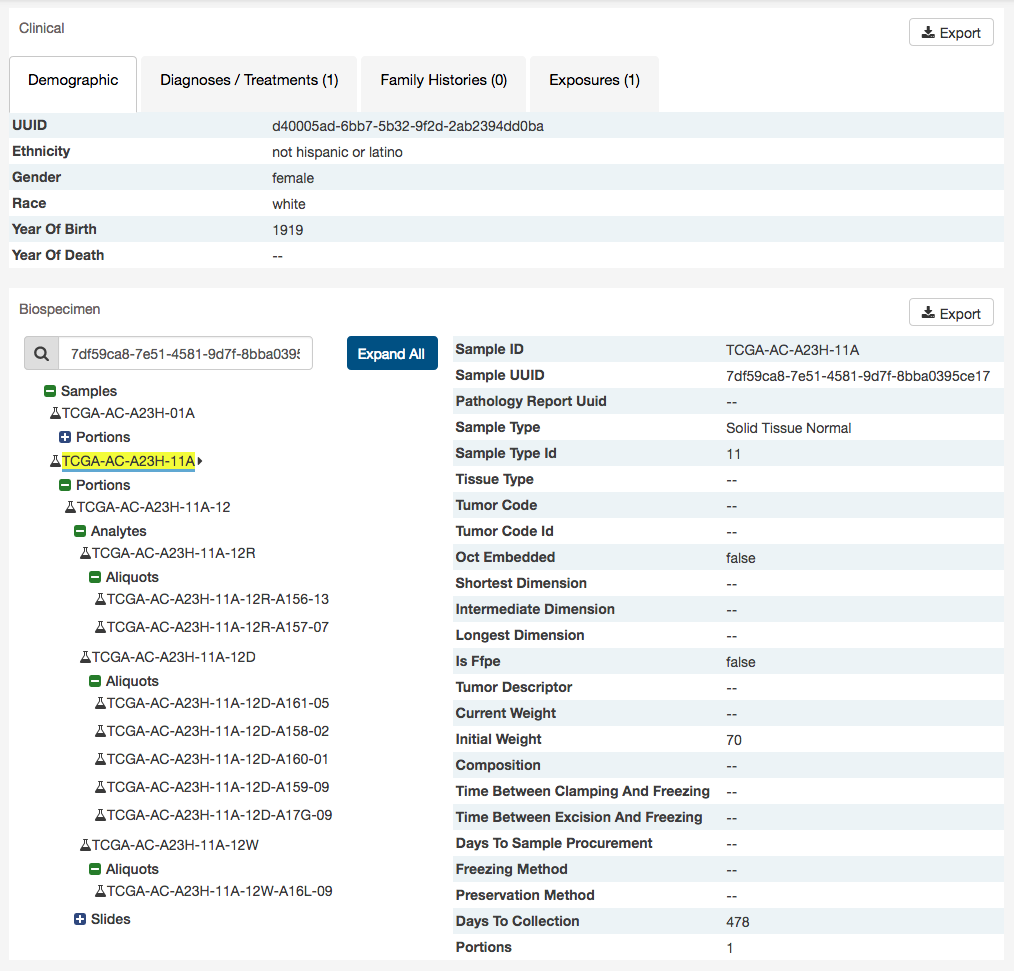 Clinical
Export
Demographic Diagnoses / Treatments (1) Family Histories (0) Exposures (1)
UUID d40005ad-6bb7-5b32-9f2d-2ab2394dd0ba
Ethnicity not hispanic or latino
Gender female
Race white
Year Of Birth 1919
Year Of Death --
Biospecimen
Export
7df59ca8-7e51-4581-9d7f-8bba0395 Expand All
Samples
TCGA-AC-A23H-01A
Portions
TCGA-AC-A23H-11A
Portions
TCGA-AC-A23H-11A-12
Analytes
TCGA-AC-A23H-11A-12R
Aliquots
TCGA-AC-A23H-11A-12R-A156-13
TCGA-AC-A23H-11A-12R-A157-07
TCGA-AC-A23H-11A-12D
Aliquots
TCGA-AC-A23H-11A-12D-A161-05
TCGA-AC-A23H-11A-12D-A158-02
TCGA-AC-A23H-11A-12D-A160-01
TCGA-AC-A23H-11A-12D-A159-09
TCGA-AC-A23H-11A-12D-A17G-09
TCGA-AC-A23H-11A-12W
Aliquots
TCGA-AC-A23H-11A-12W-A16L-09
Slides
Sample ID TCGA-AC-A23H-11A
Sample UUID 7df59ca8-7e51-4581-9d7f-8bba0395ce17
Pathology Report Uuid --
Sample Type Solid Tissue Normal
Sample Type Id 11
Tissue Type --
Tumor Code --
Tumor Code Id --
Oct Embedded false
Shortest Dimension --
Intermediate Dimension --
Longest Dimension --
Is Ffpe false
Tumor Descriptor --
Current Weight --
Initial Weight 70
Composition --
Time Between Clamping And Freezing --
Time Between Excision And Freezing --
Days To Sample Procurement --
Freezing Method --
Preservation Method --
Days To Collection 478
Portions 1